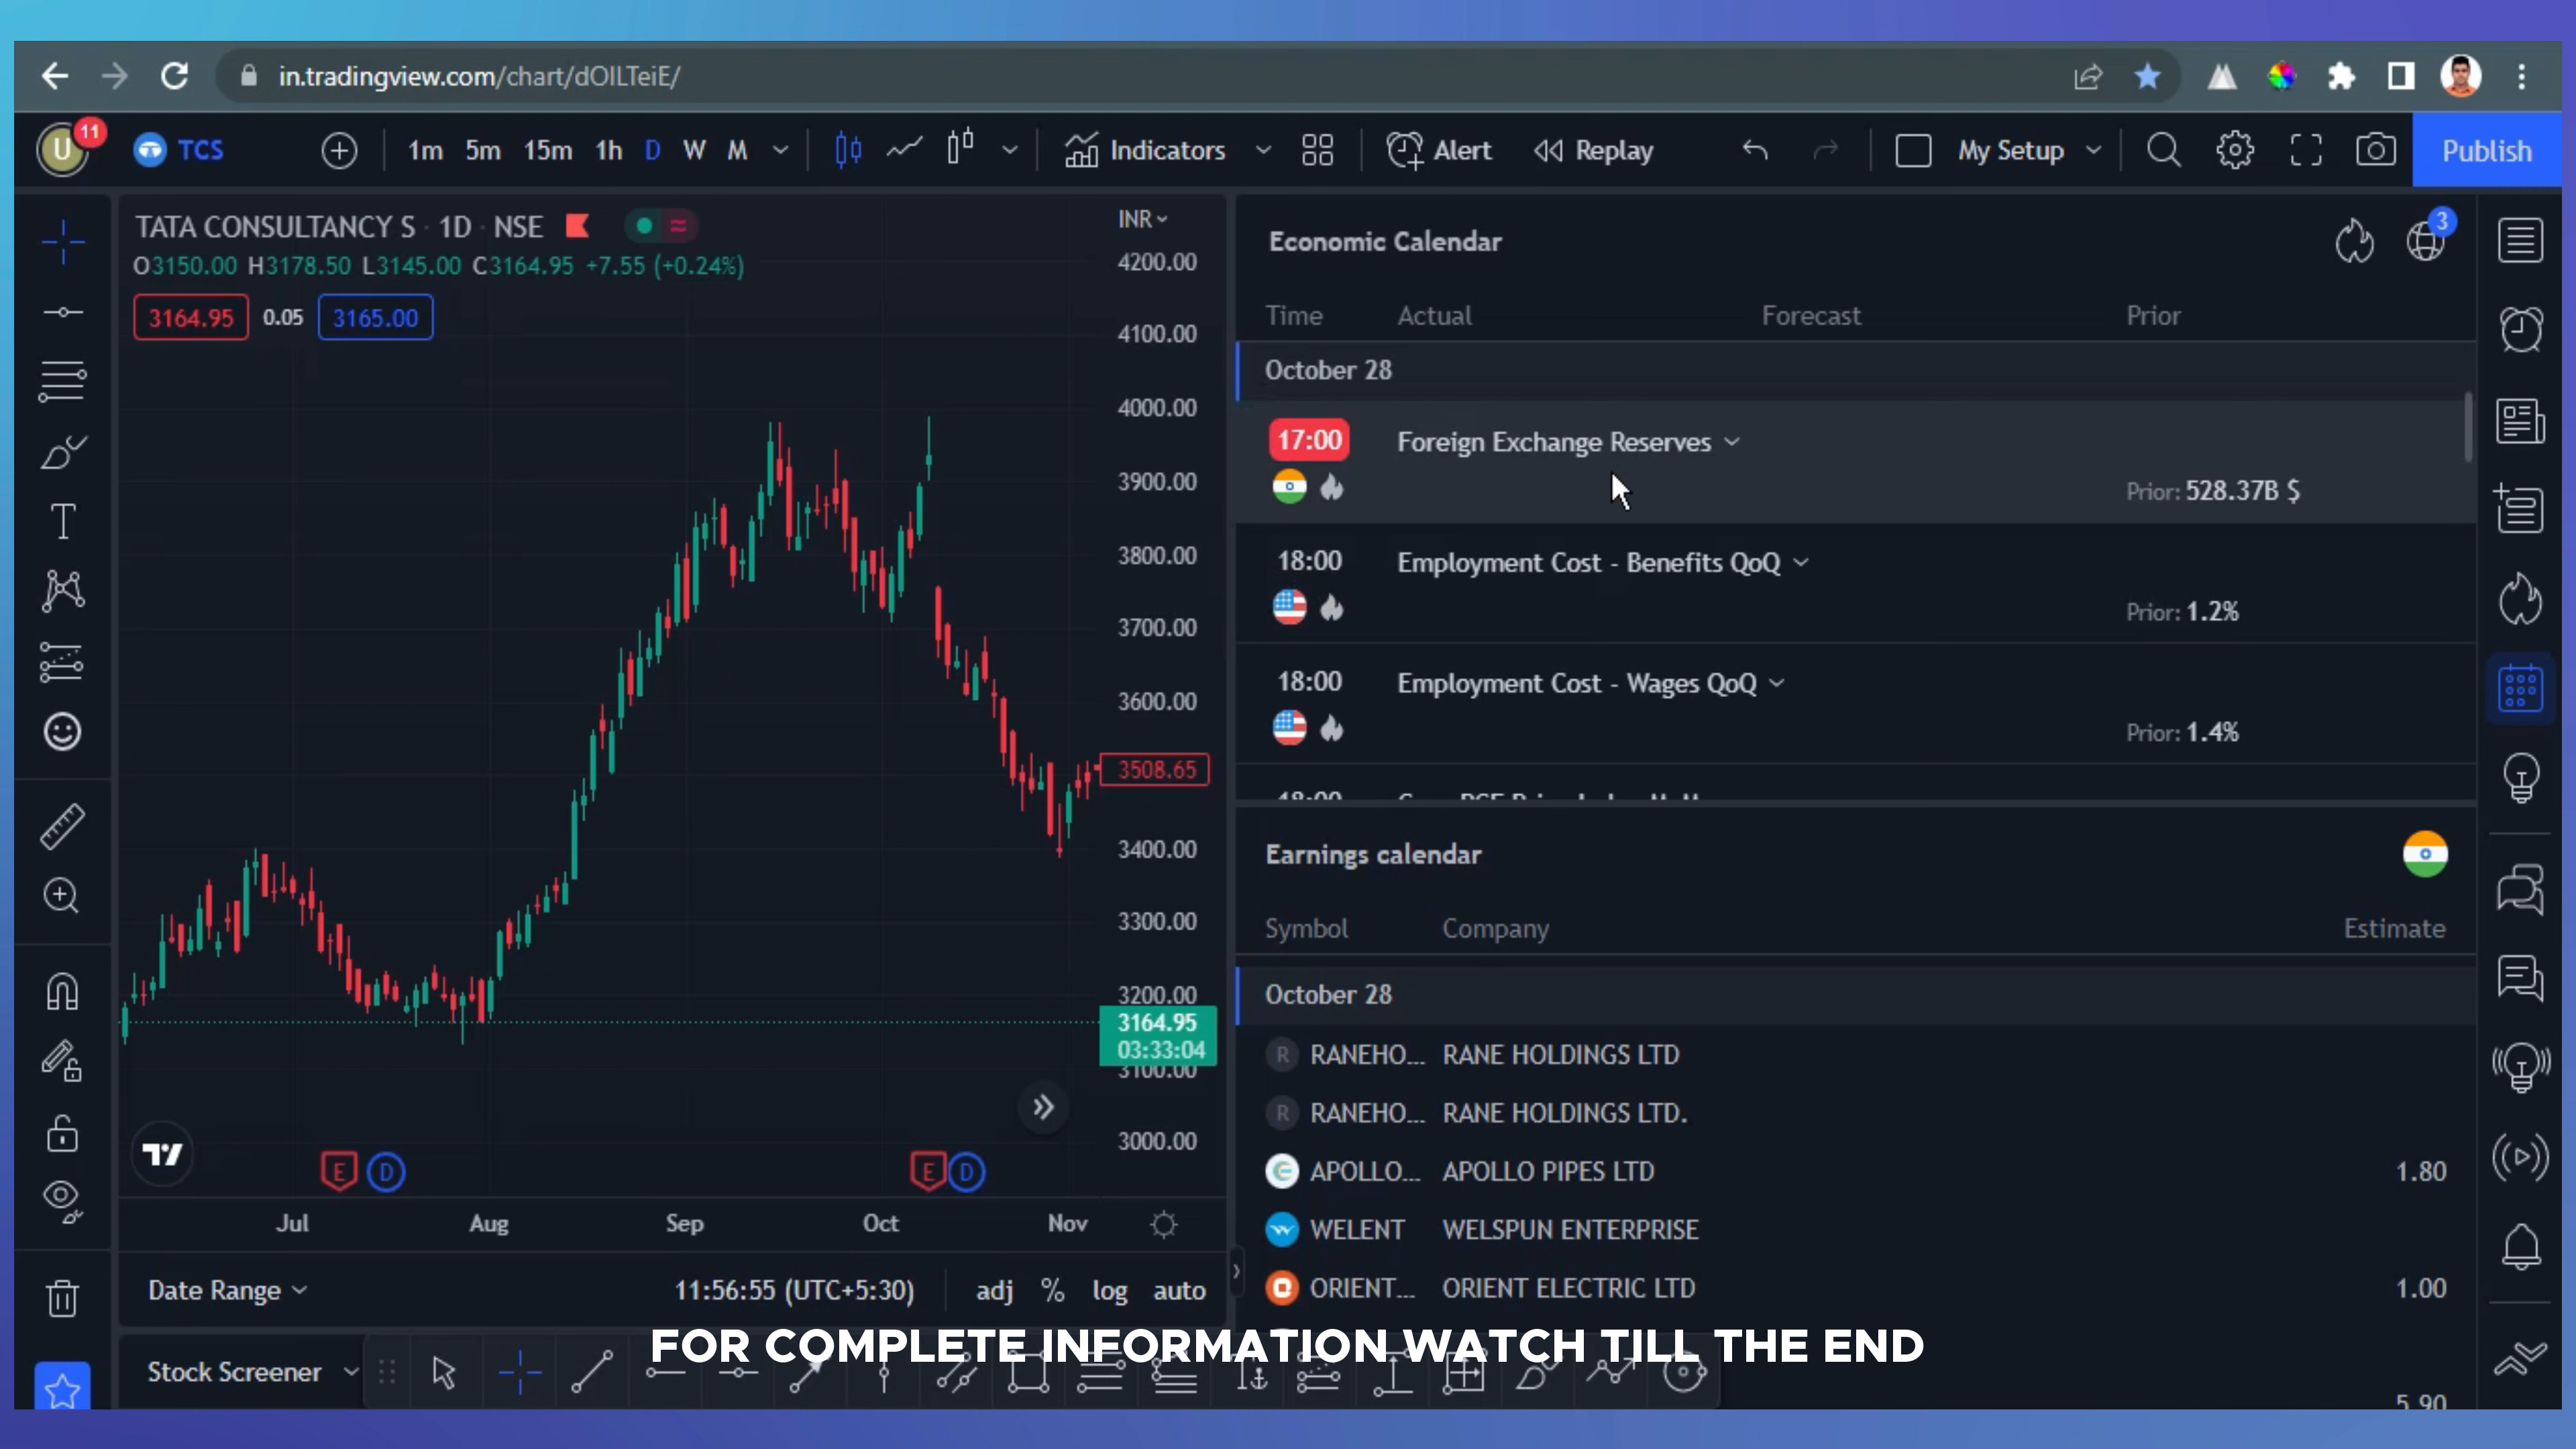 in.tradingview.com/chart/dOILTeiE/
U 11 TCS 1m 5m 15m 1h D W M Indicators Alert Replay My Setup Publish
TATA CONSULTANCY S · 1D · NSE
O3150.00 H3178.50 L3145.00 C3164.95 +7.55 (+0.24%)
3164.95 0.05 3165.00
INR
4200.00
4100.00
4000.00
3900.00
3800.00
3700.00
3600.00
3508.65
3400.00
3300.00
3200.00
3164.95
03:33:04
3100.00
3000.00
E D E D
Jul Aug Sep Oct Nov
Date Range 11:56:55 (UTC+5:30) adj % log auto
Stock Screener
Economic Calendar 3
Time Actual Forecast Prior
October 28
17:00 Foreign Exchange Reserves
Prior: 528.37B $
18:00 Employment Cost - Benefits QoQ
Prior: 1.2%
18:00 Employment Cost - Wages QoQ
Prior: 1.4%
Earnings calendar
Symbol Company Estimate
October 28
R RANEHO... RANE HOLDINGS LTD
R RANEHO... RANE HOLDINGS LTD.
APOLLO... APOLLO PIPES LTD 1.80
WELENT WELSPUN ENTERPRISE
ORIENT... ORIENT ELECTRIC LTD 1.00
5.90
FOR COMPLETE INFORMATION WATCH TILL THE END